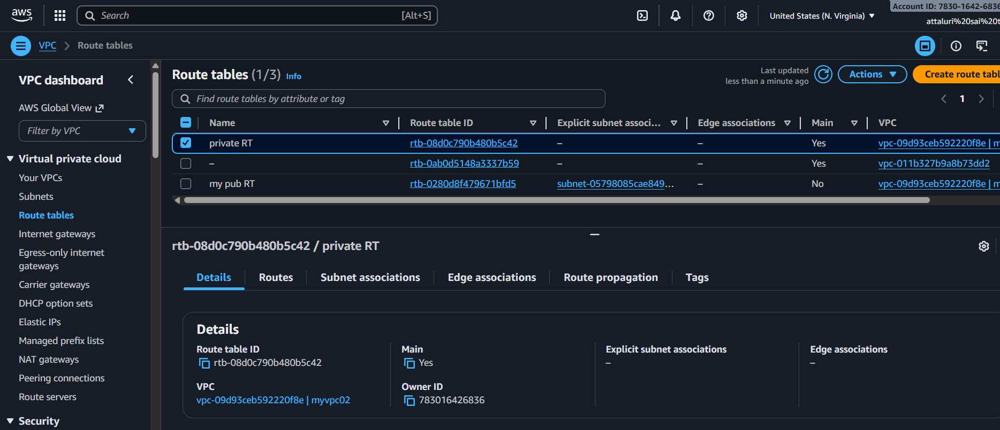 aws
Search [Alt+S]
United States (N. Virginia)
Account ID: 7830-1642-6836
attaluri%20sai%20t
VPC
Route tables
VPC dashboard
AWS Global View
Filter by VPC
Virtual private cloud
Your VPCs
Subnets
Route tables
Internet gateways
Egress-only internet
gateways
Carrier gateways
DHCP option sets
Elastic IPs
Managed prefix lists
NAT gateways
Peering connections
Route servers
Security
Route tables (1/3) Info
Last updated
less than a minute ago
Actions
Create route tabl
Find route tables by attribute or tag
1
Name Route table ID Explicit subnet associ... Edge associations Main VPC
private RT rtb-08d0c790b480b5c42 – – Yes vpc-09d93ceb592220f8e | m
– rtb-0ab0d5148a3337b59 – – Yes vpc-011b327b9a8b73dd2
my pub RT rtb-0280d8f479671bfd5 subnet-05798085cae849... – No vpc-09d93ceb592220f8e | m
rtb-08d0c790b480b5c42 / private RT
Details Routes Subnet associations Edge associations Route propagation Tags
Details
Route table ID
rtb-08d0c790b480b5c42
Main
Yes
Explicit subnet associations
–
Edge associations
–
VPC
vpc-09d93ceb592220f8e | myvpc02
Owner ID
783016426836